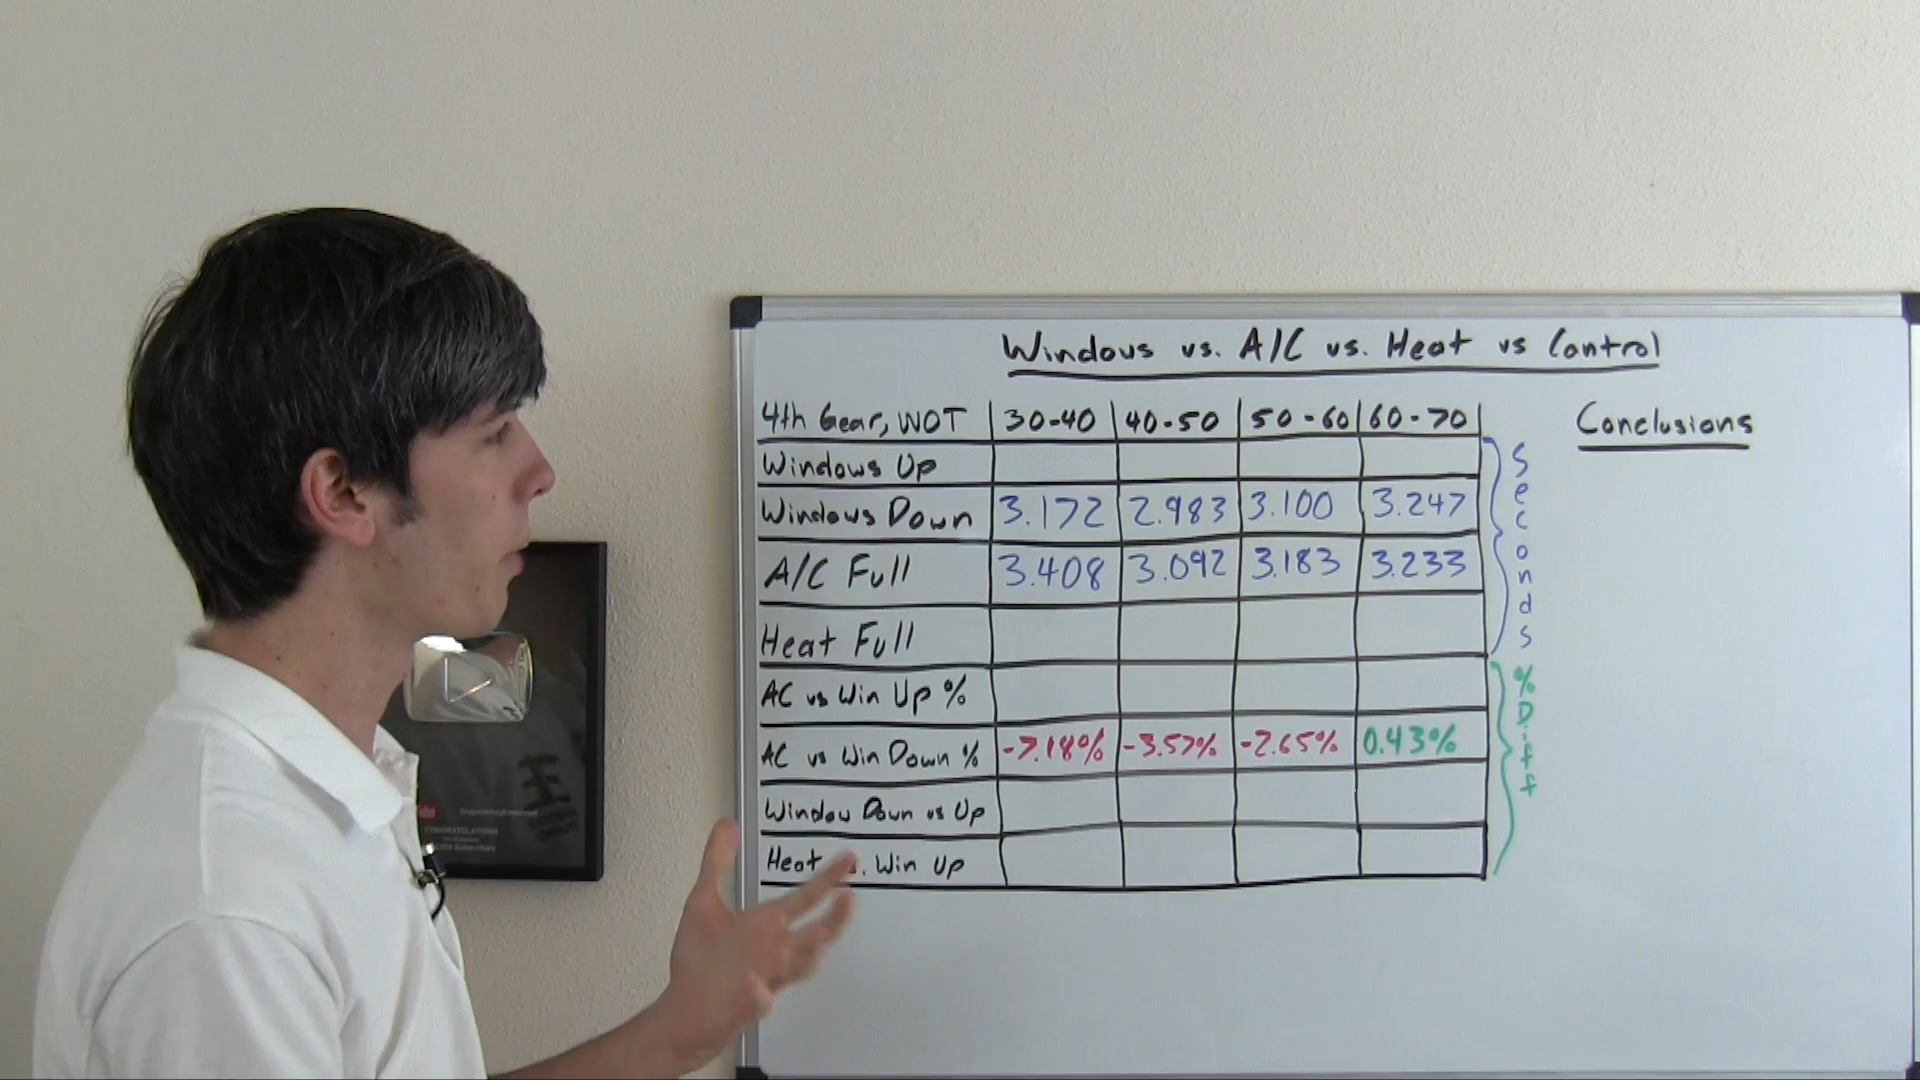 Windows vs. A/C vs. Heat vs Control
4th Gear, WOT 30-40 40-50 50-60 60-70
Conclusions
Windows Up
Windows Down 3.172 2.983 3.100 3.247
A/C Full 3.408 3.092 3.183 3.233
Heat Full
Seconds
AC vs Win Up %
AC vs Win Down % -7.18% -3.57% -2.65% 0.43%
Window Down vs Up
Heat Win Up
% Diff
CONGRATULATIONS